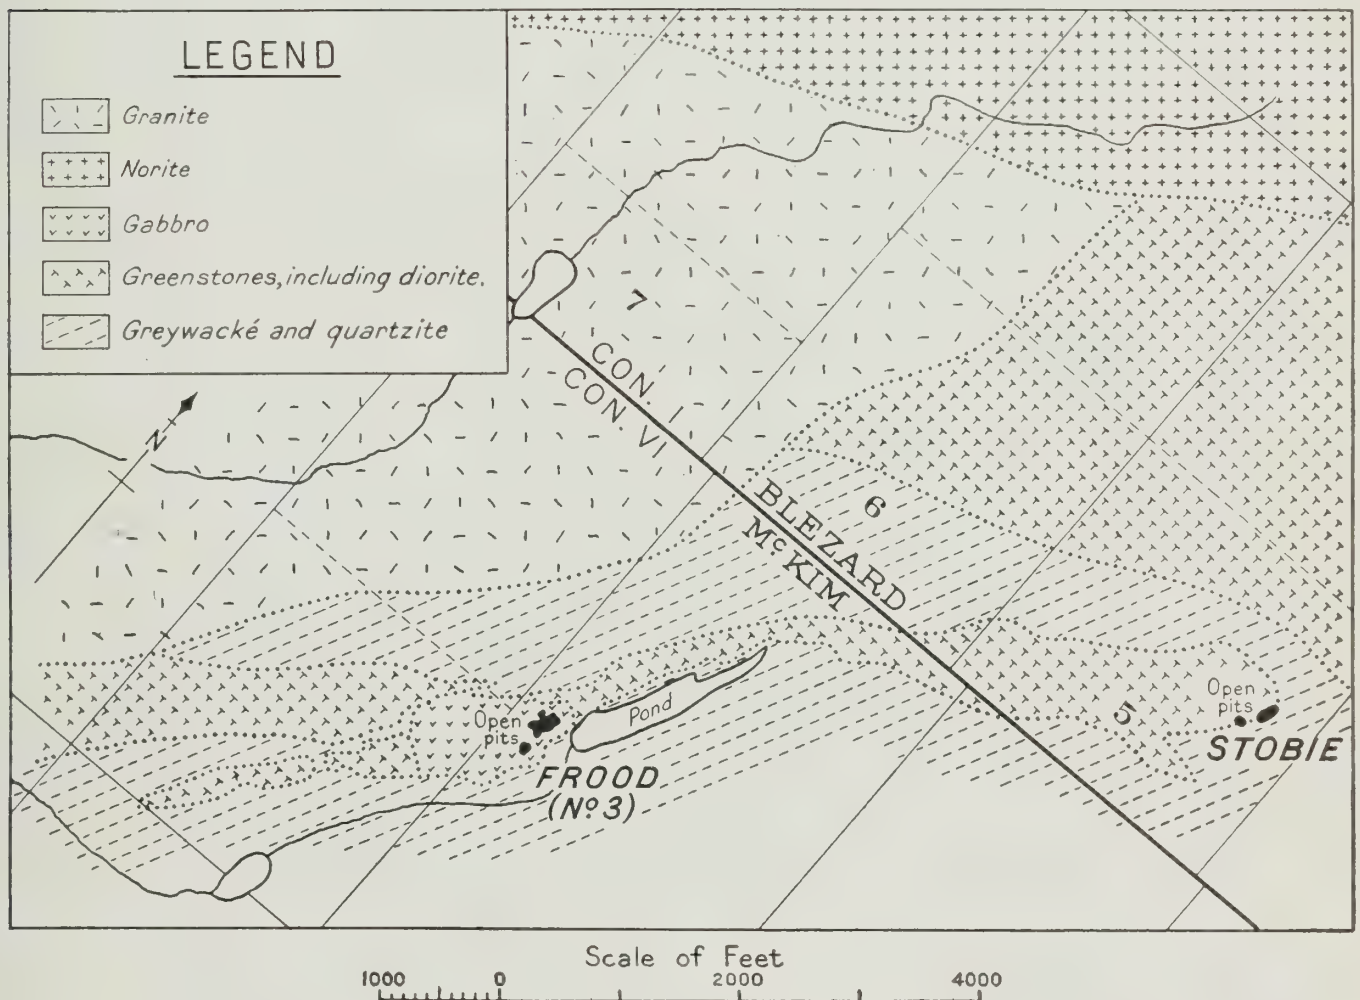 LEGEND
Granite
Norite
Gabbro
Greenstones, including diorite.
Greywacké and quartzite
N
7
CON. I
CON. VI
6
BLEZARD
McKIM
5
Open
pits
Pond
Open
pits
STOBIE
FROOD
(No 3)
Scale of Feet
1000 0 2000 4000